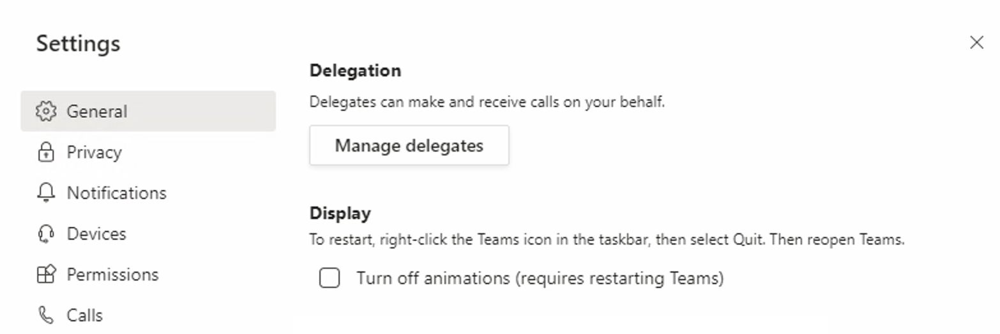 Settings
General
Privacy
Notifications
Devices
Permissions
Calls
Delegation
Delegates can make and receive calls on your behalf.
Manage delegates
Display
To restart, right-click the Teams icon in the taskbar, then select Quit. Then reopen Teams.
Turn off animations (requires restarting Teams)